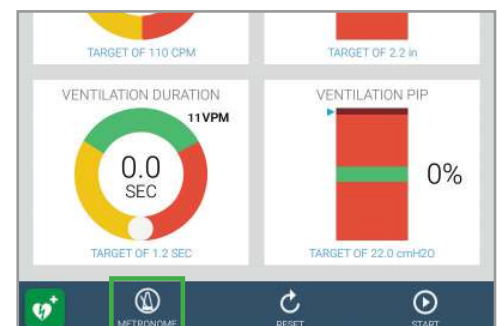 TARGET OF 110 CPM
TARGET OF 2.2 in
VENTILATION DURATION
11VPM
0.0
SEC
TARGET OF 1.2 SEC
VENTILATION PIP
0%
TARGET OF 22.0 cmH2O
METRONOME
RESET
START